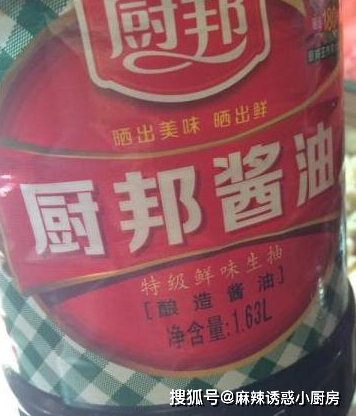 厨邦
晒出美味 晒出鲜
厨邦酱油
特级鲜味生抽
[酿造酱油]
净含量:1.63L
搜狐号@麻辣诱惑小厨房